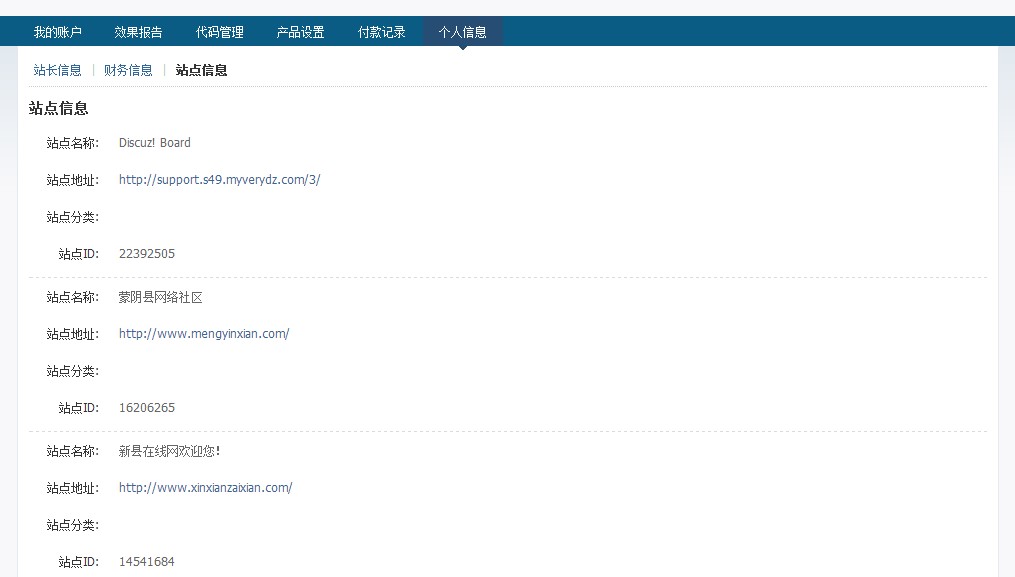 我的账户 效果报告 代码管理 产品设置 付款记录 个人信息
站长信息 | 财务信息 | 站点信息
站点信息
站点名称: Discuz! Board
站点地址: http://support.s49.myverydz.com/3/
站点分类:
站点ID: 22392505
站点名称: 蒙阴县网络社区
站点地址: http://www.mengyinxian.com/
站点分类:
站点ID: 16206265
站点名称: 新县在线网欢迎您!
站点地址: http://www.xinxianzaixian.com/
站点分类:
站点ID: 14541684